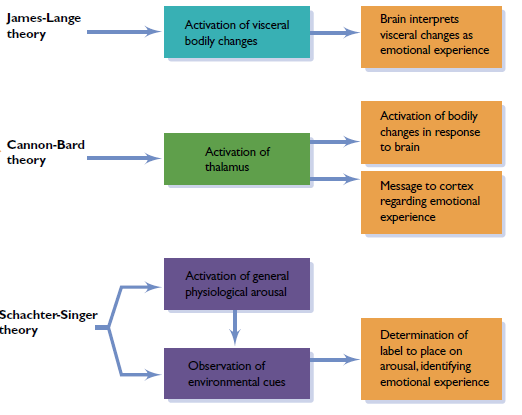 James-Lange
theory
Activation of visceral
bodily changes
Brain interprets
visceral changes as
emotional experience
Cannon-Bard
theory
Activation of
thalamus
Activation of bodily
changes in response
to brain
Message to cortex
regarding emotional
experience
Schachter-Singer
theory
Activation of general
physiological arousal
Observation of
environmental cues
Determination of
label to place on
arousal, identifying
emotional experience